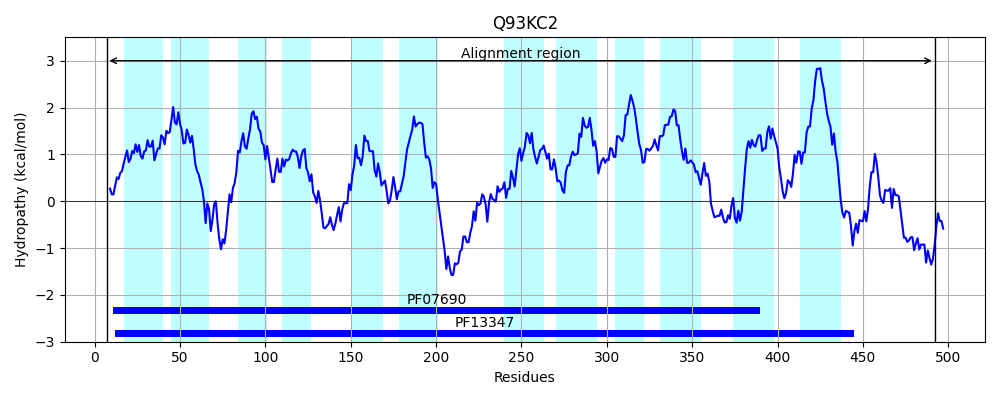 Q93KC2
Alignment region
3
2
1
0
−1
−2
−3
Hydropathy (kcal/mol)
PF07690
PF13347
0 50 100 150 200 250 300 350 400 450 500
Residues